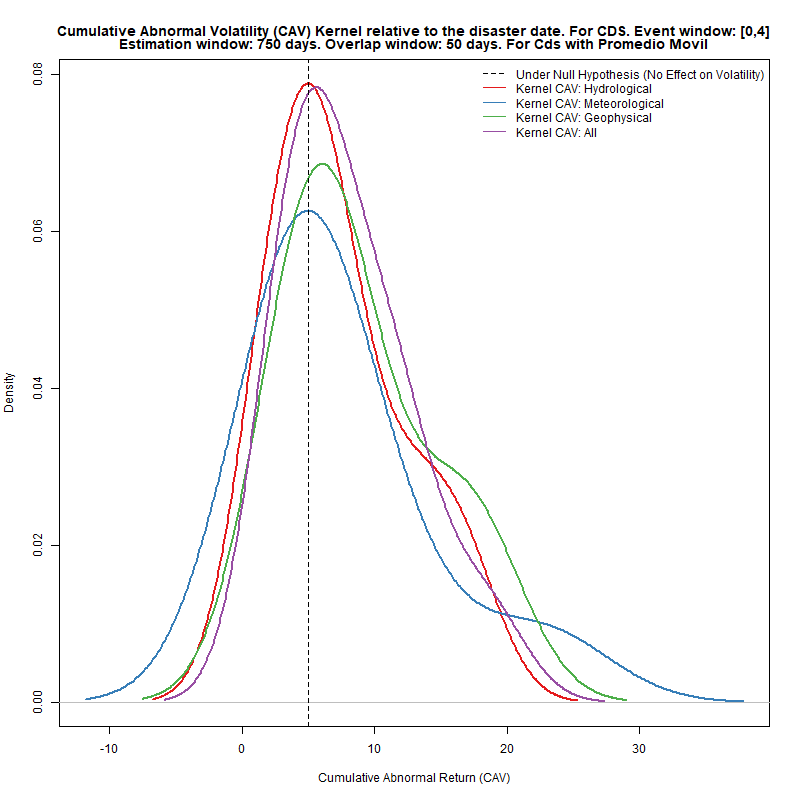 Cumulative Abnormal Volatility (CAV) Kernel relative to the disaster date. For CDS. Event window: [0,4]
Estimation window: 750 days. Overlap window: 50 days. For Cds with Promedio Movil
Under Null Hypothesis (No Effect on Volatility)
Kernel CAV: Hydrological
Kernel CAV: Meteorological
Kernel CAV: Geophysical
Kernel CAV: All
0.08
0.06
0.04
0.02
0.00
Density
-10
0
10
20
30
Cumulative Abnormal Return (CAV)